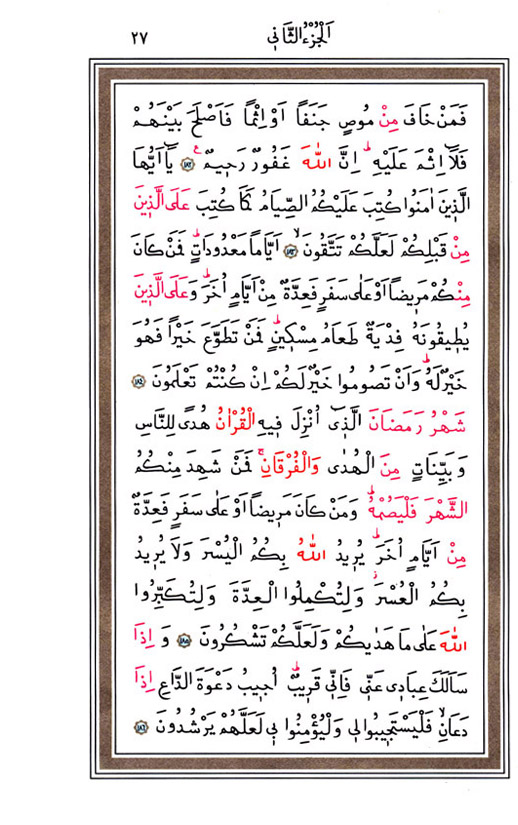 اَلْجُزْءُ الثَّانٖي ٢٧
فَمَنْ خَافَ مِنْ مُوصٍ جَنَفًا اَوْ اِثْمًا فَاَصْلَحَ بَيْنَهُمْ
فَلَٓا اِثْمَ عَلَيْهِۜ اِنَّ اللّٰهَ غَفُورٌ رَحٖيمٌࣖ ﴿١٨٢﴾ يَٓا اَيُّهَا
الَّذٖينَ اٰمَنُوا كُتِبَ عَلَيْكُمُ الصِّيَامُ كَمَا كُتِبَ عَلَى الَّذٖينَ
مِنْ قَبْلِكُمْ لَعَلَّكُمْ تَتَّقُونَۙ ﴿١٨٣﴾ اَيَّامًا مَعْدُودَاتٍۜ فَمَنْ كَانَ
مِنْكُمْ مَرٖيضًا اَوْ عَلٰى سَفَرٍ فَعِدَّةٌ مِنْ اَيَّامٍ اُخَرَۜ وَعَلَى الَّذٖينَ
يُطٖيقُونَهُ فِدْيَةٌ طَعَامُ مِسْكٖينٍۜ فَمَنْ تَطَوَّعَ خَيْرًا فَهُوَ
خَيْرٌ لَهُۜ وَاَنْ تَصُومُوا خَيْرٌ لَكُمْ اِنْ كُنْتُمْ تَعْلَمُونَ ﴿١٨٤﴾
شَهْرُ رَمَضَانَ الَّذٖٓي اُنْزِلَ فٖيهِ الْقُرْاٰنُ هُدًى لِلنَّاسِ
وَبَيِّنَاتٍ مِنَ الْهُدٰى وَالْفُرْقَانِۚ فَمَنْ شَهِدَ مِنْكُمُ
الشَّهْرَ فَلْيَصُمْهُۜ وَمَنْ كَانَ مَرٖيضًا اَوْ عَلٰى سَفَرٍ فَعِدَّةٌ
مِنْ اَيَّامٍ اُخَرَۜ يُرٖيدُ اللّٰهُ بِكُمُ الْيُسْرَ وَلَا يُرٖيدُ
بِكُمُ الْعُسْرَؗ وَلِتُكْمِلُوا الْعِدَّةَ وَلِتُكَبِّرُوا
اللّٰهَ عَلٰى مَا هَدٰيكُمْ وَلَعَلَّكُمْ تَشْكُرُونَ ﴿١٨٥﴾ وَاِذَا
سَاَلَكَ عِبَادٖي عَنّٖي فَاِنّٖي قَرٖيبٌۜ اُجٖيبُ دَعْوَةَ الدَّاعِ اِذَا
دَعَانِۙ فَلْيَسْتَجٖيبُوا لٖي وَلْيُؤْمِنُوا بٖي لَعَلَّهُمْ يَرْشُدُونَ ﴿١٨٦﴾